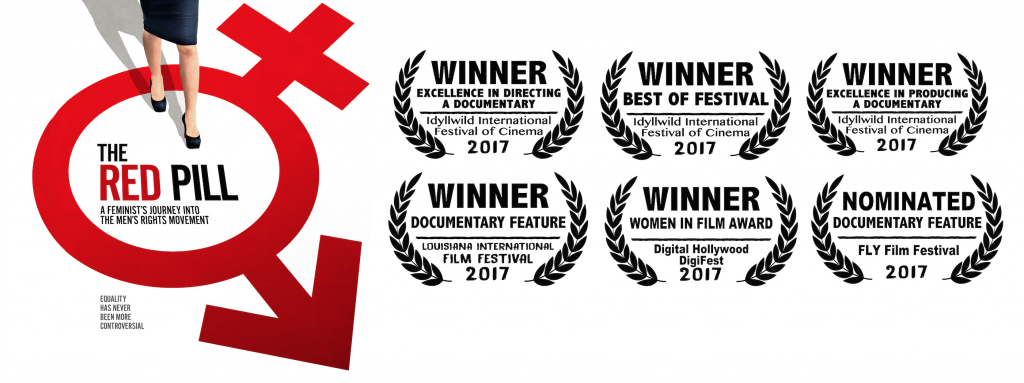 THE
RED PILL
A FEMINIST'S JOURNEY INTO
THE MEN'S RIGHTS MOVEMENT
EQUALITY
HAS NEVER
BEEN MORE
CONTROVERSIAL
WINNER
EXCELLENCE IN DIRECTING
A DOCUMENTARY
Idyllwild International
Festival of Cinema
2017
WINNER
BEST OF FESTIVAL
Idyllwild International
Festival of Cinema
2017
WINNER
EXCELLENCE IN PRODUCING
A DOCUMENTARY
Idyllwild International
Festival of Cinema
2017
WINNER
DOCUMENTARY FEATURE
LOUISIANA INTERNATIONAL
FILM FESTIVAL
2017
WINNER
WOMEN IN FILM AWARD
Digital Hollywood
DigiFest
2017
NOMINATED
DOCUMENTARY FEATURE
FLY Film Festival
2017